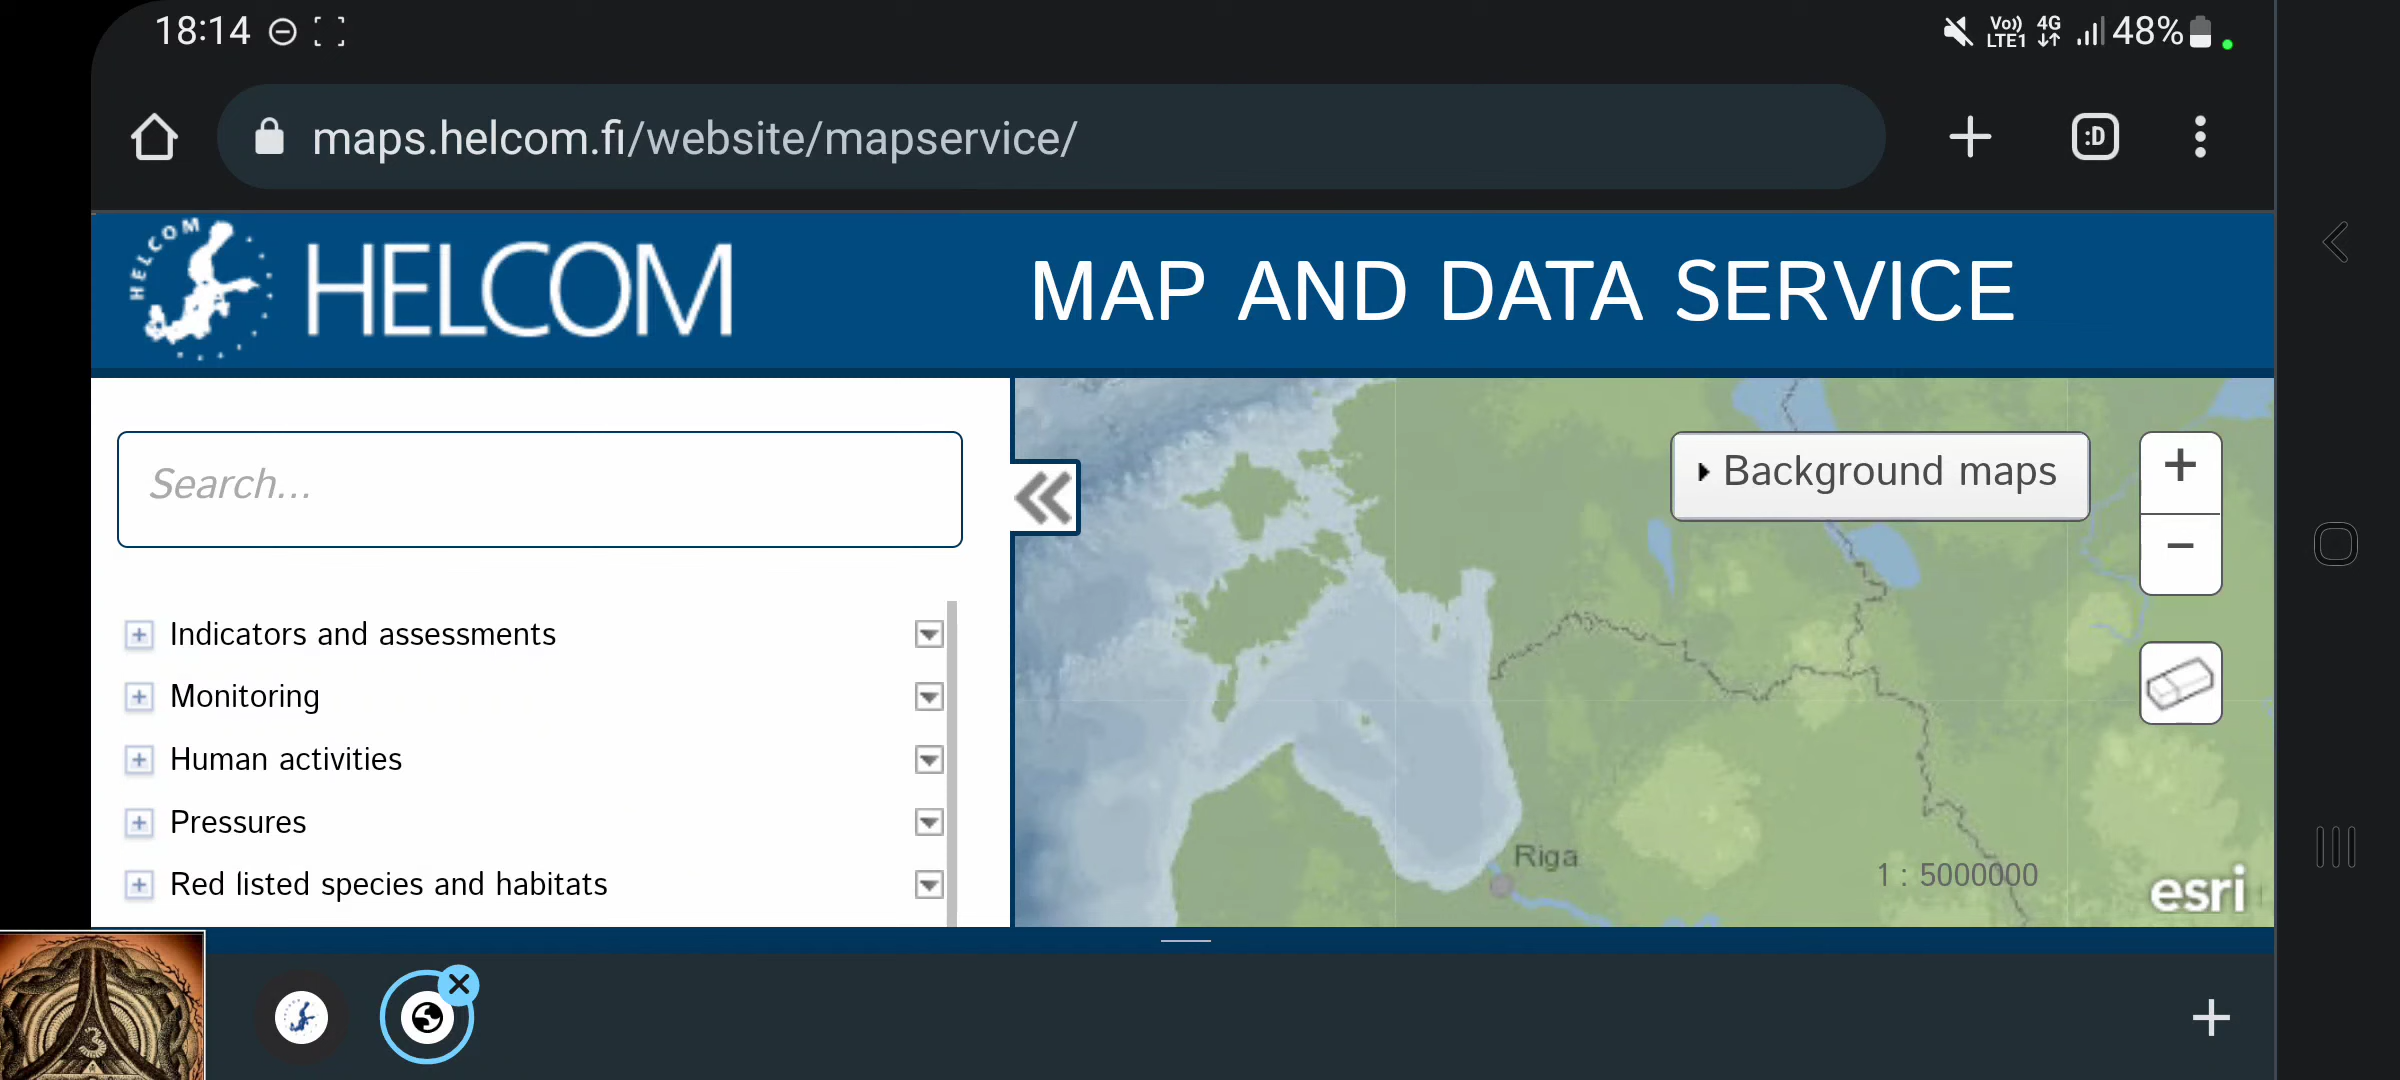 18:14
Vo)) LTE1 4G 48%
maps.helcom.fi/website/mapservice/
:D
HELCOM
HELCOM
MAP AND DATA SERVICE
Search...
Background maps
+
−
Indicators and assessments
Monitoring
Human activities
Pressures
Red listed species and habitats
Riga
1 : 5000000
esri